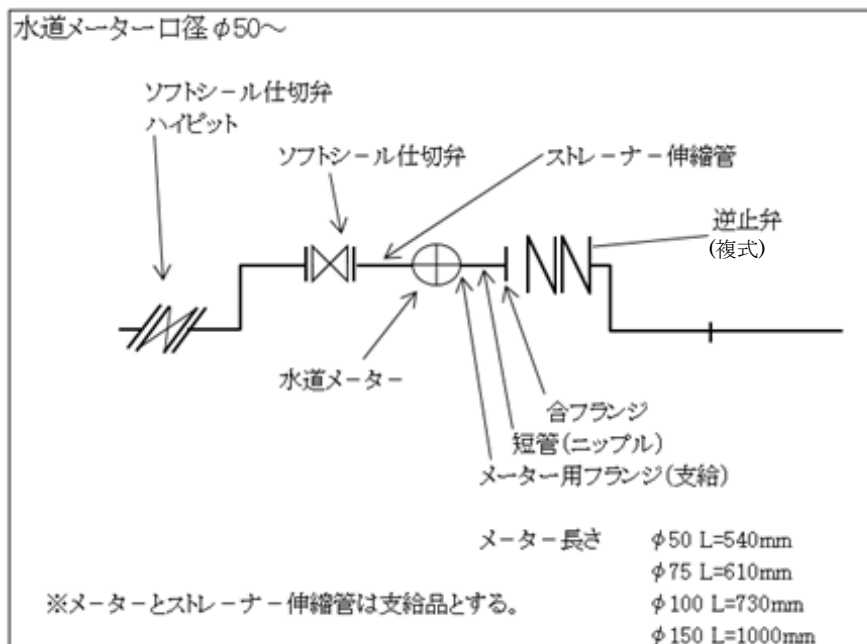 水道メーター口径φ50～
ソフトシール仕切弁
ハイピット
ソフトシール仕切弁
ストレーナー伸縮管
逆止弁
(複式)
水道メーター
合フランジ
短管(ニップル)
メーター用フランジ(支給)
メーター長さ φ50 L=540mm
φ75 L=610mm
※メーターとストレーナー伸縮管は支給品とする。 φ100 L=730mm
φ150 L=1000mm